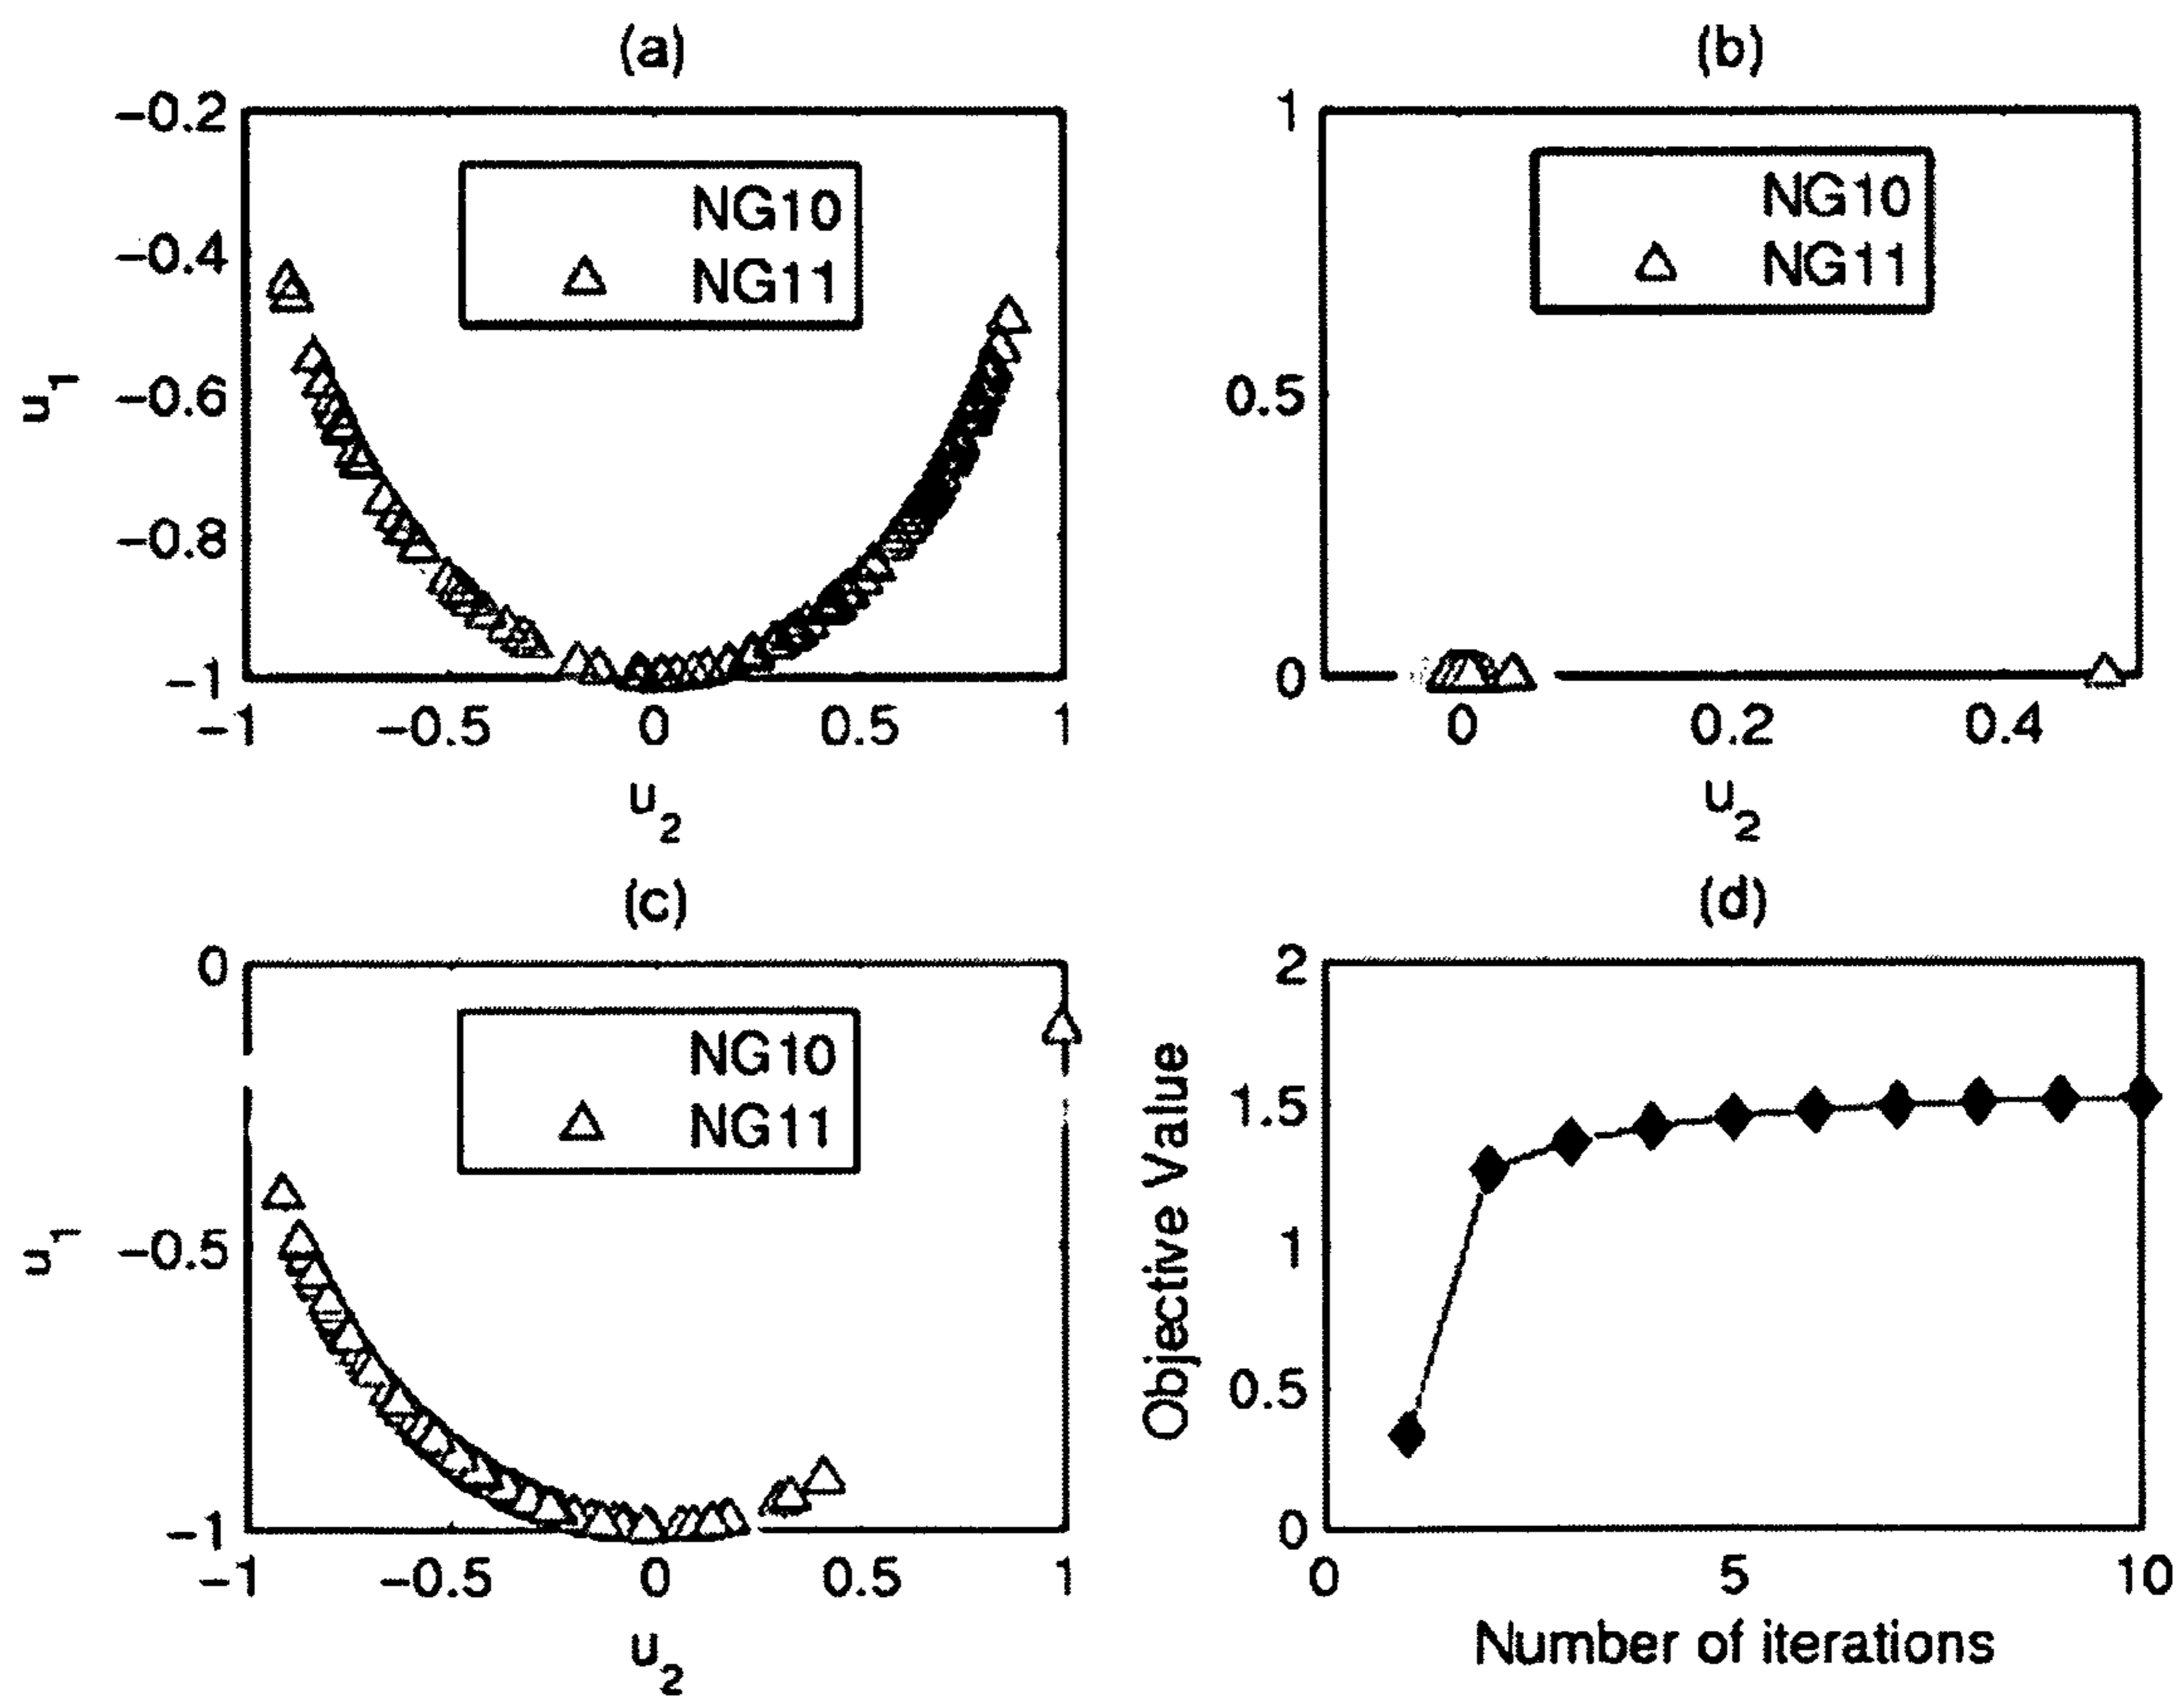 (a)
-0.2
-0.4
-0.6
-0.8
-1
u1
NG10
NG11
-1
-0.5
0
0.5
1
u2
(b)
1
0.5
0
NG10
NG11
0
0.2
0.4
u2
(c)
0
-0.5
-1
u1
NG10
NG11
-1
-0.5
0
0.5
1
u2
(d)
2
1.5
1
0.5
0
Objective Value
0
5
10
Number of iterations